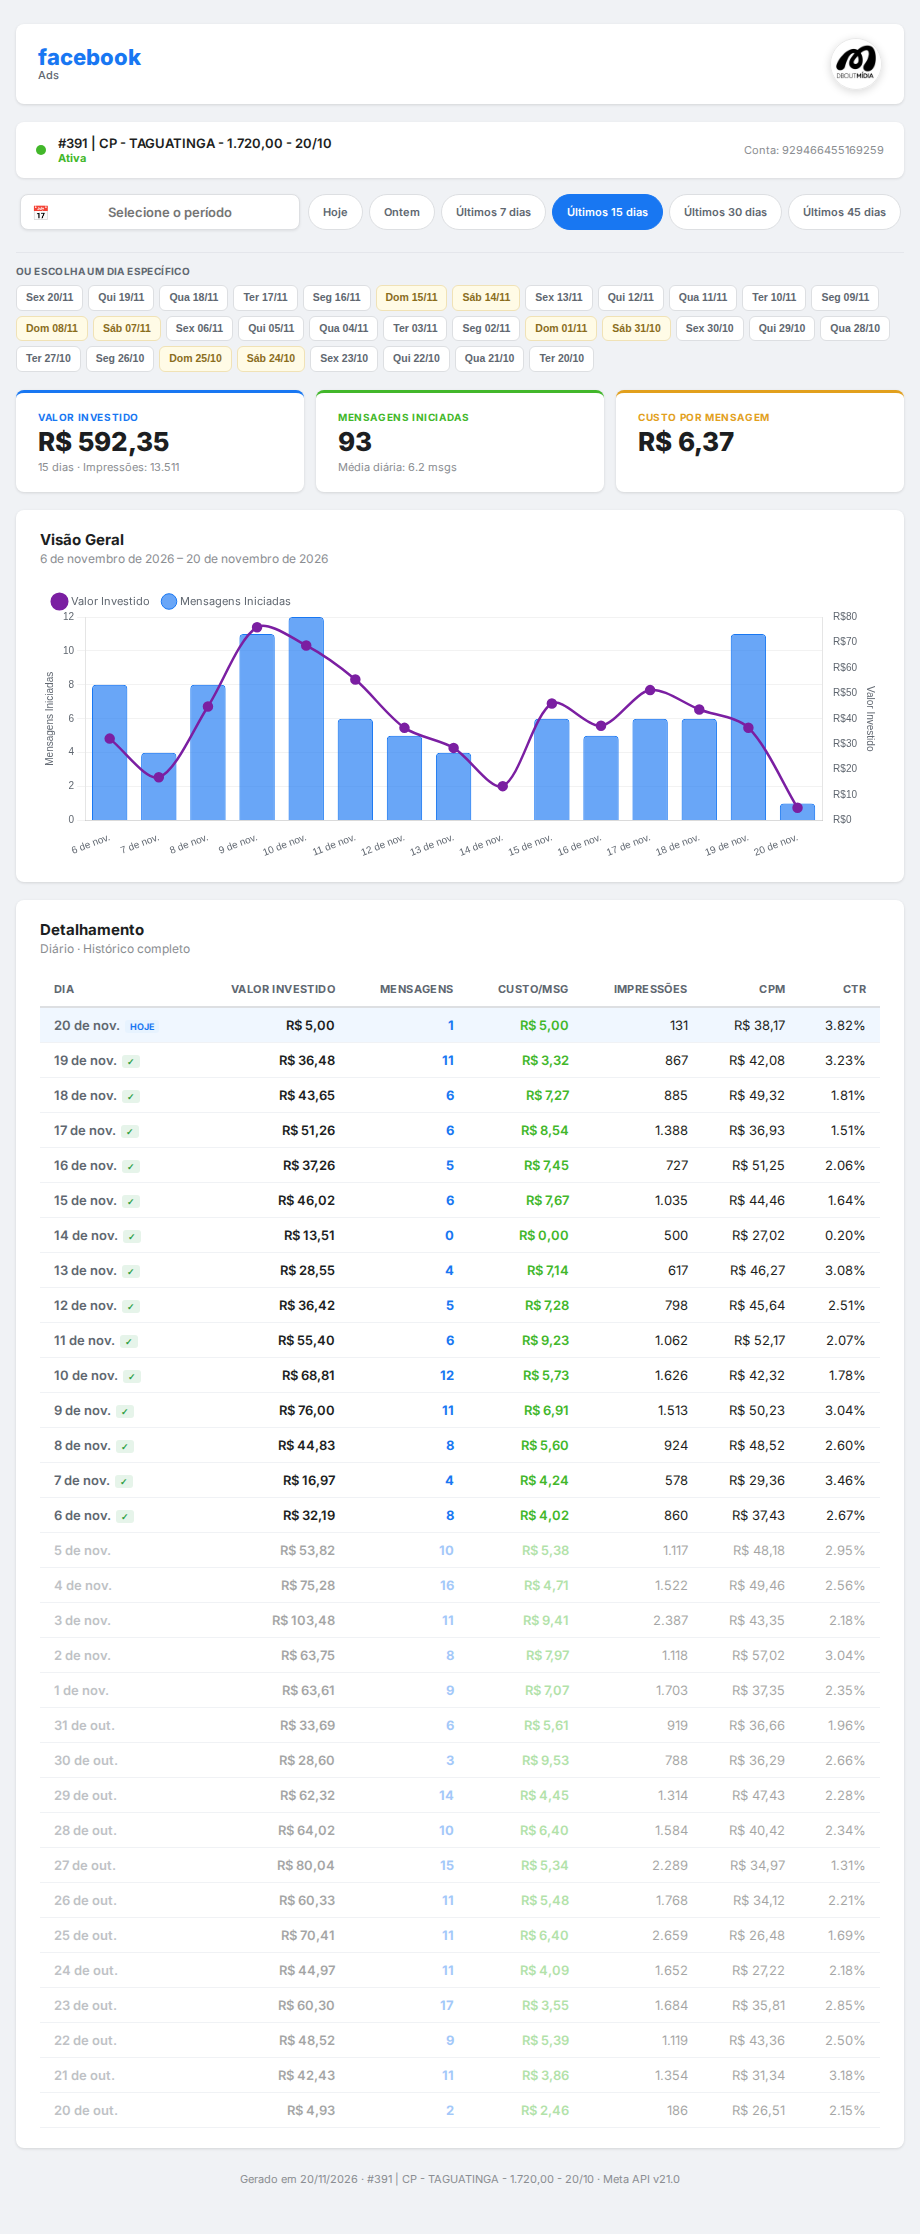 facebook
Ads
DBOUTMÍDIA
#391 | CP - TAGUATINGA - 1.720,00 - 20/10
Ativa
Conta: 929466455169259
Selecione o período
Hoje
Ontem
Últimos 7 dias
Últimos 15 dias
Últimos 30 dias
Últimos 45 dias
OU ESCOLHA UM DIA ESPECÍFICO
Sex 20/11 Qui 19/11 Qua 18/11 Ter 17/11 Seg 16/11 Dom 15/11 Sáb 14/11 Sex 13/11 Qui 12/11 Qua 11/11 Ter 10/11 Seg 09/11
Dom 08/11 Sáb 07/11 Sex 06/11 Qui 05/11 Qua 04/11 Ter 03/11 Seg 02/11 Dom 01/11 Sáb 31/10 Sex 30/10 Qui 29/10 Qua 28/10
Ter 27/10 Seg 26/10 Dom 25/10 Sáb 24/10 Sex 23/10 Qui 22/10 Qua 21/10 Ter 20/10
VALOR INVESTIDO
R$ 592,35
15 dias · Impressões: 13.511
MENSAGENS INICIADAS
93
Média diária: 6.2 msgs
CUSTO POR MENSAGEM
R$ 6,37
Visão Geral
6 de novembro de 2026 – 20 de novembro de 2026
Valor Investido Mensagens Iniciadas
Mensagens Iniciadas
12
10
8
6
4
2
0
R$80
R$70
R$60
R$50
R$40
R$30
R$20
R$10
R$0
Valor Investido
6 de nov. 7 de nov. 8 de nov. 9 de nov. 10 de nov. 11 de nov. 12 de nov. 13 de nov. 14 de nov. 15 de nov. 16 de nov. 17 de nov. 18 de nov. 19 de nov. 20 de nov.
Detalhamento
Diário · Histórico completo
DIA VALOR INVESTIDO MENSAGENS CUSTO/MSG IMPRESSÕES CPM CTR
20 de nov. HOJE R$ 5,00 1 R$ 5,00 131 R$ 38,17 3.82%
19 de nov. ✓ R$ 36,48 11 R$ 3,32 867 R$ 42,08 3.23%
18 de nov. ✓ R$ 43,65 6 R$ 7,27 885 R$ 49,32 1.81%
17 de nov. ✓ R$ 51,26 6 R$ 8,54 1.388 R$ 36,93 1.51%
16 de nov. ✓ R$ 37,26 5 R$ 7,45 727 R$ 51,25 2.06%
15 de nov. ✓ R$ 46,02 6 R$ 7,67 1.035 R$ 44,46 1.64%
14 de nov. ✓ R$ 13,51 0 R$ 0,00 500 R$ 27,02 0.20%
13 de nov. ✓ R$ 28,55 4 R$ 7,14 617 R$ 46,27 3.08%
12 de nov. ✓ R$ 36,42 5 R$ 7,28 798 R$ 45,64 2.51%
11 de nov. ✓ R$ 55,40 6 R$ 9,23 1.062 R$ 52,17 2.07%
10 de nov. ✓ R$ 68,81 12 R$ 5,73 1.626 R$ 42,32 1.78%
9 de nov. ✓ R$ 76,00 11 R$ 6,91 1.513 R$ 50,23 3.04%
8 de nov. ✓ R$ 44,83 8 R$ 5,60 924 R$ 48,52 2.60%
7 de nov. ✓ R$ 16,97 4 R$ 4,24 578 R$ 29,36 3.46%
6 de nov. ✓ R$ 32,19 8 R$ 4,02 860 R$ 37,43 2.67%
5 de nov. R$ 53,82 10 R$ 5,38 1.117 R$ 48,18 2.95%
4 de nov. R$ 75,28 16 R$ 4,71 1.522 R$ 49,46 2.56%
3 de nov. R$ 103,48 11 R$ 9,41 2.387 R$ 43,35 2.18%
2 de nov. R$ 63,75 8 R$ 7,97 1.118 R$ 57,02 3.04%
1 de nov. R$ 63,61 9 R$ 7,07 1.703 R$ 37,35 2.35%
31 de out. R$ 33,69 6 R$ 5,61 919 R$ 36,66 1.96%
30 de out. R$ 28,60 3 R$ 9,53 788 R$ 36,29 2.66%
29 de out. R$ 62,32 14 R$ 4,45 1.314 R$ 47,43 2.28%
28 de out. R$ 64,02 10 R$ 6,40 1.584 R$ 40,42 2.34%
27 de out. R$ 80,04 15 R$ 5,34 2.289 R$ 34,97 1.31%
26 de out. R$ 60,33 11 R$ 5,48 1.768 R$ 34,12 2.21%
25 de out. R$ 70,41 11 R$ 6,40 2.659 R$ 26,48 1.69%
24 de out. R$ 44,97 11 R$ 4,09 1.652 R$ 27,22 2.18%
23 de out. R$ 60,30 17 R$ 3,55 1.684 R$ 35,81 2.85%
22 de out. R$ 48,52 9 R$ 5,39 1.119 R$ 43,36 2.50%
21 de out. R$ 42,43 11 R$ 3,86 1.354 R$ 31,34 3.18%
20 de out. R$ 4,93 2 R$ 2,46 186 R$ 26,51 2.15%
Gerado em 20/11/2026 · #391 | CP - TAGUATINGA - 1.720,00 - 20/10 · Meta API v21.0